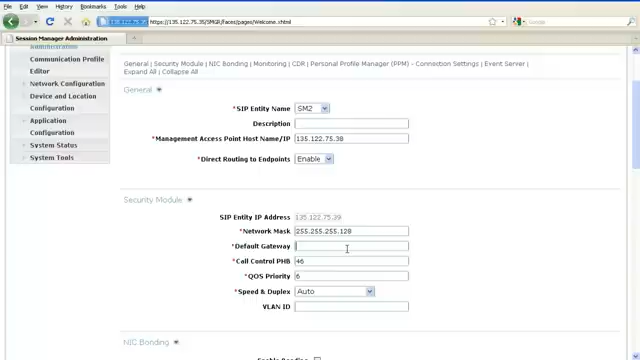 File Edit View History Bookmarks Tools Help
https://135.122.75.35/SMGR/faces/pages/Welcome.xhtml
Session Manager Administration
Administration
Communication Profile
Editor
Network Configuration
Device and Location
Configuration
Application
Configuration
System Status
System Tools
General | Security Module | NIC Bonding | Monitoring | CDR | Personal Profile Manager (PPM) - Connection Settings | Event Server |
Expand All | Collapse All
General
*SIP Entity Name SM2
Description
*Management Access Point Host Name/IP 135.122.75.38
*Direct Routing to Endpoints Enable
Security Module
SIP Entity IP Address 135.122.75.39
*Network Mask 255.255.255.128
*Default Gateway
*Call Control PHB 46
*QOS Priority 6
*Speed & Duplex Auto
VLAN ID
NIC Bonding
Enable Bonding